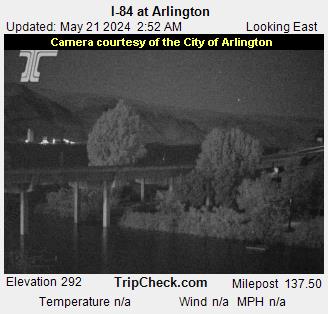 I-84 at Arlington
Updated: May 21 2024 2:52 AM Looking East
Camera courtesy of the City of Arlington
Elevation 292 TripCheck.com Milepost 137.50
Temperature n/a Wind n/a MPH n/a